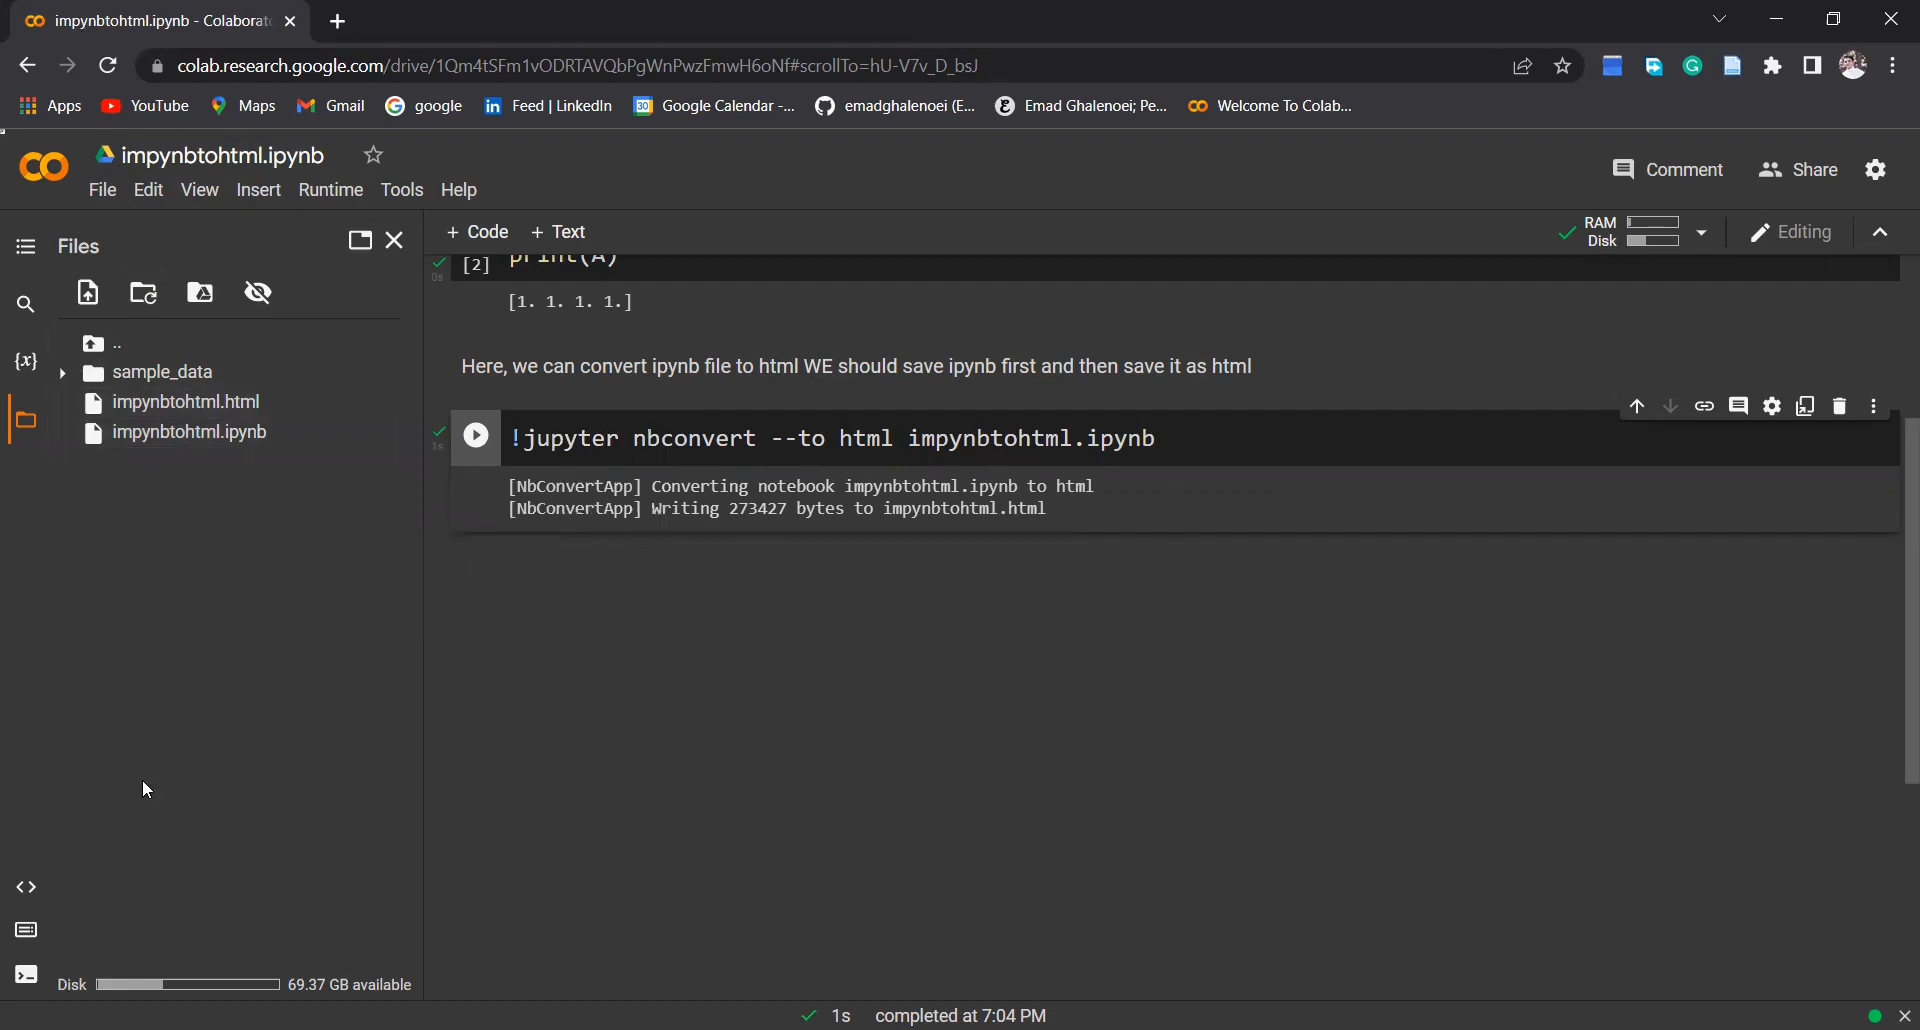 impynbtohtml.ipynb - Colaborat
colab.research.google.com/drive/1Qm4tSFm1vODRTAVQbPgWnPwzFmwH6oNf#scrollTo=hU-V7v_D_bsJ
Apps YouTube Maps Gmail google Feed | LinkedIn Google Calendar -... emadghalenoei (E... Emad Ghalenoei; Pe... Welcome To Colab...
impynbtohtml.ipynb
File Edit View Insert Runtime Tools Help
Comment Share
Files
+ Code + Text
RAM
Disk
Editing
[2] print(A)
0s
[1. 1. 1. 1.]
..
sample_data
impynbtohtml.html
impynbtohtml.ipynb
{x}
Here, we can convert ipynb file to html WE should save ipynb first and then save it as html
1s
!jupyter nbconvert --to html impynbtohtml.ipynb
[NbConvertApp] Converting notebook impynbtohtml.ipynb to html
[NbConvertApp] Writing 273427 bytes to impynbtohtml.html
Disk 69.37 GB available
1s completed at 7:04 PM